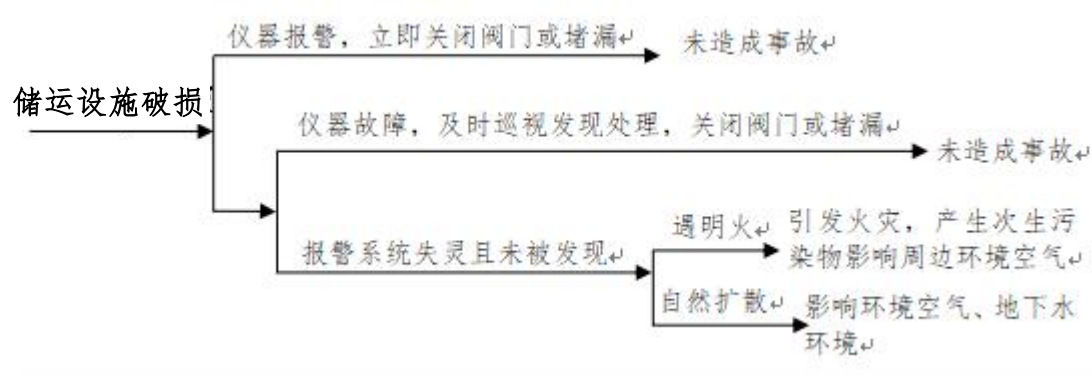 仪器报警，立即关闭阀门或堵漏
未造成事故
储运设施破损
仪器故障，及时巡视发现处理，关闭阀门或堵漏
未造成事故
遇明火
引发火灾，产生次生污
染物影响周边环境空气
报警系统失灵且未被发现
自然扩散
影响环境空气、地下水
环境